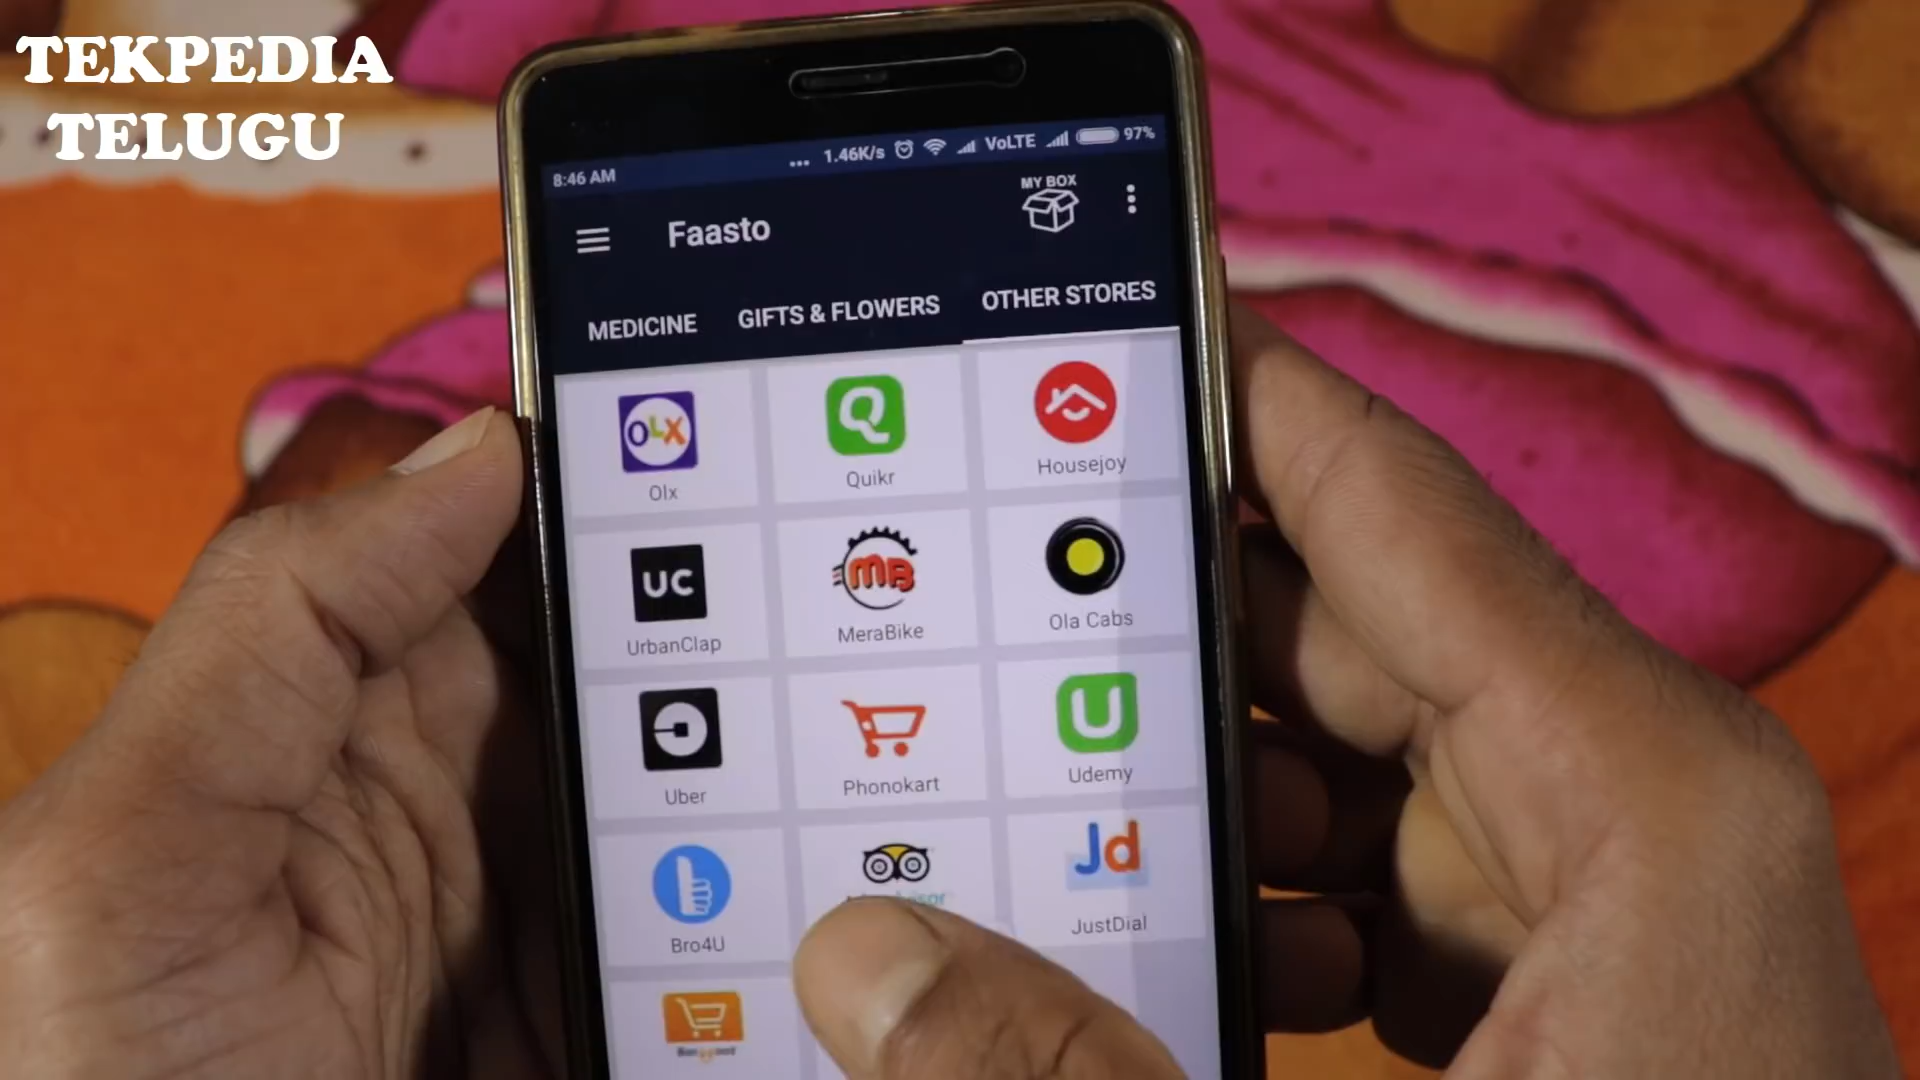 TEKPEDIA
TELUGU
8:46 AM ... 1.46K/s VoLTE 97%
MY BOX
Faasto
MEDICINE GIFTS & FLOWERS OTHER STORES
OLX Q
Olx Quikr Housejoy
UC MB
UrbanClap MeraBike Ola Cabs
U
Uber Phonokart Udemy
Jd
Bro4U JustDial